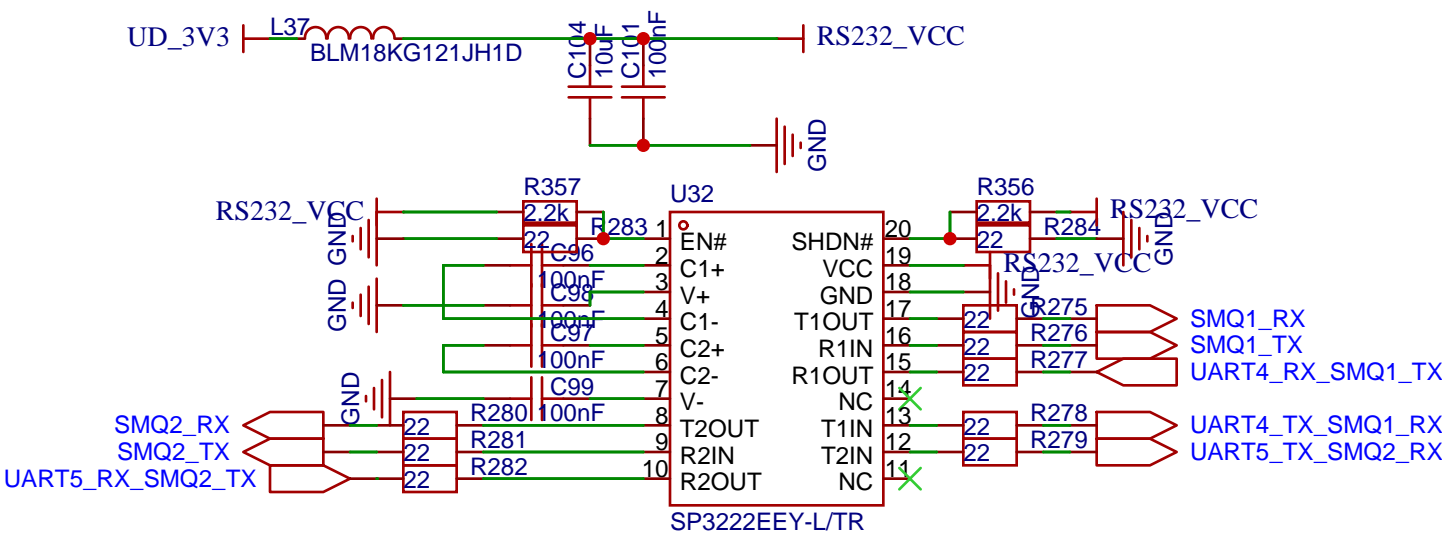 UD_3V3
L37
BLM18KG121JH1D
C104
10uF
C101
100nF
RS232_VCC
GND
RS232_VCC
R357
2.2k
GND
22
R283
C96
100nF
GND
C98
100nF
C97
100nF
GND
C99
100nF
SMQ2_RX
22
R280
SMQ2_TX
22
R281
UART5_RX_SMQ2_TX
22
R282
U32
1 EN# SHDN# 20
2 C1+ VCC 19
3 V+ GND 18
4 C1- T1OUT 17
5 C2+ R1IN 16
6 C2- R1OUT 15
7 V- NC 14
8 T2OUT T1IN 13
9 R2IN T2IN 12
10 R2OUT NC 11
SP3222EEY-L/TR
R356
2.2k
RS232_VCC
22
R284
GND
RS232_VCC
GND
22
R275
SMQ1_RX
22
R276
SMQ1_TX
22
R277
UART4_RX_SMQ1_TX
22
R278
UART4_TX_SMQ1_RX
22
R279
UART5_TX_SMQ2_RX